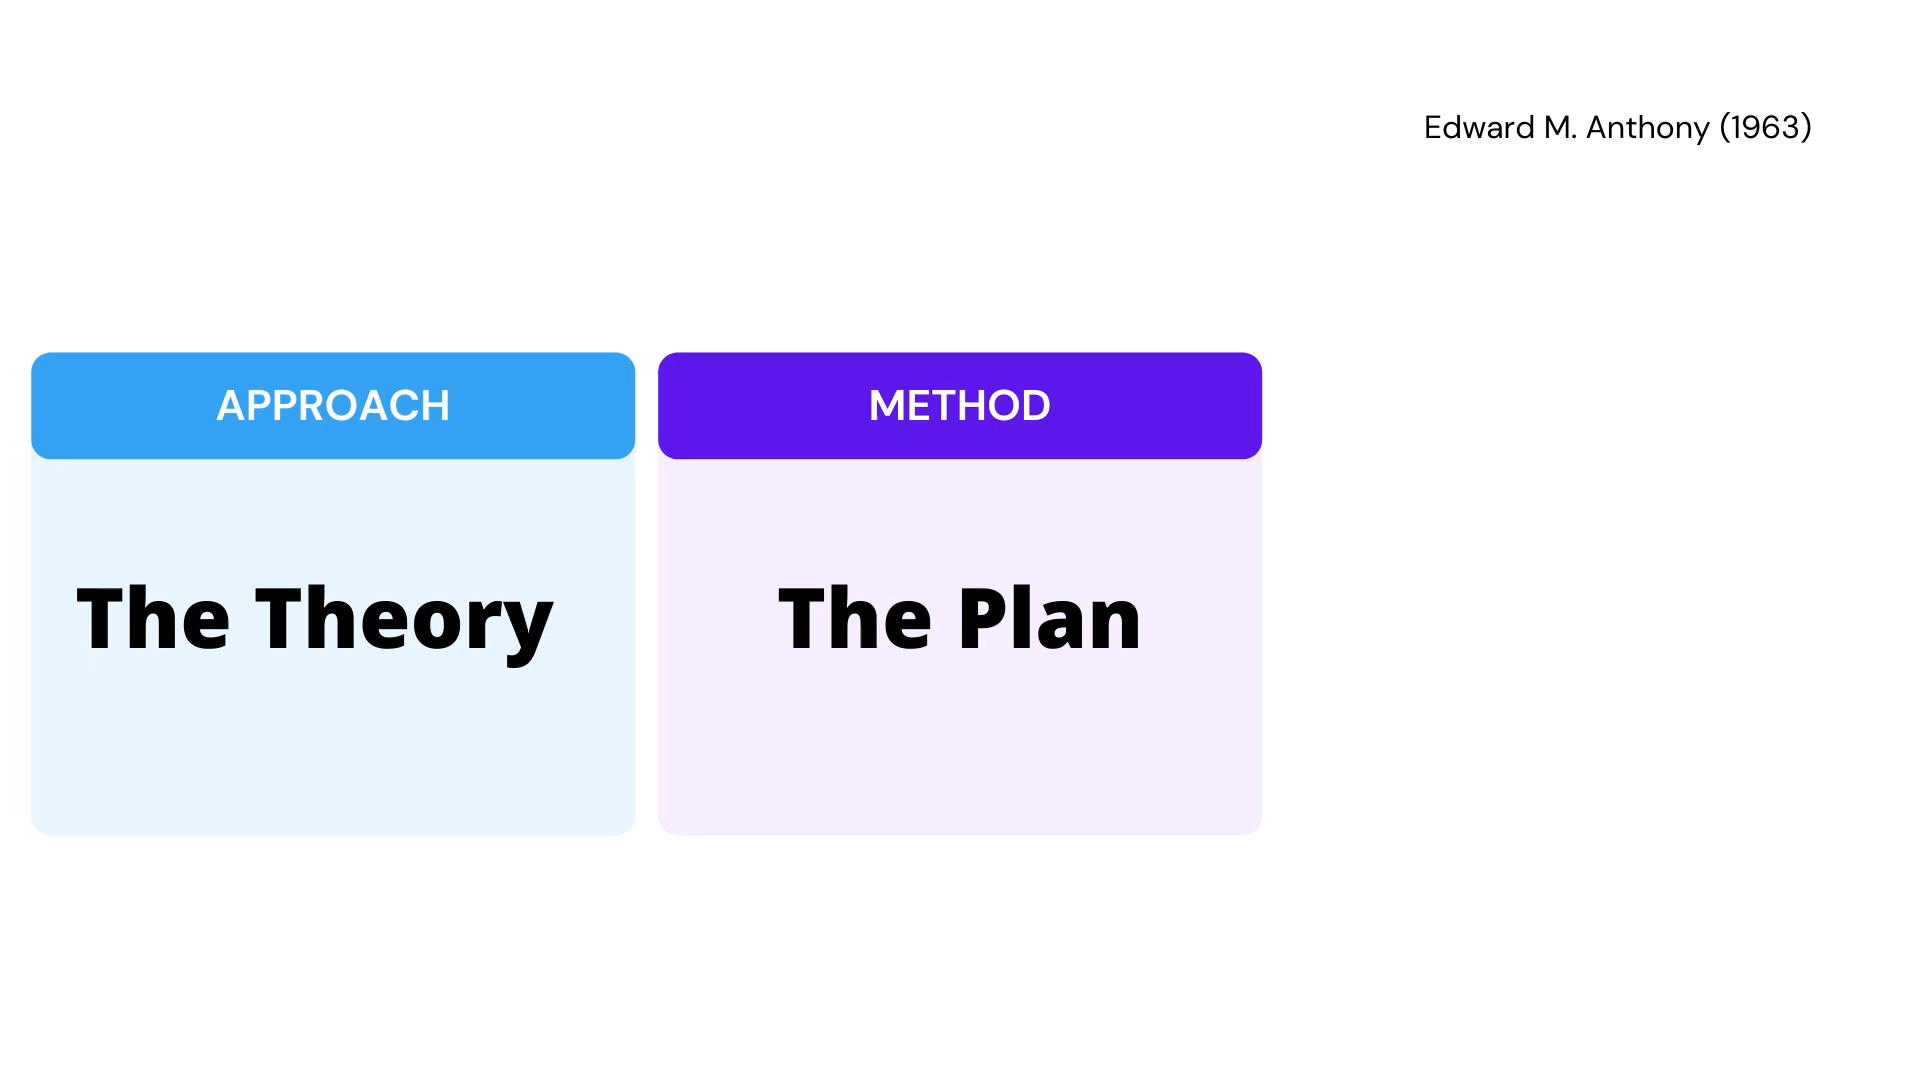 Edward M. Anthony (1963)
APPROACH
METHOD
The Theory
The Plan